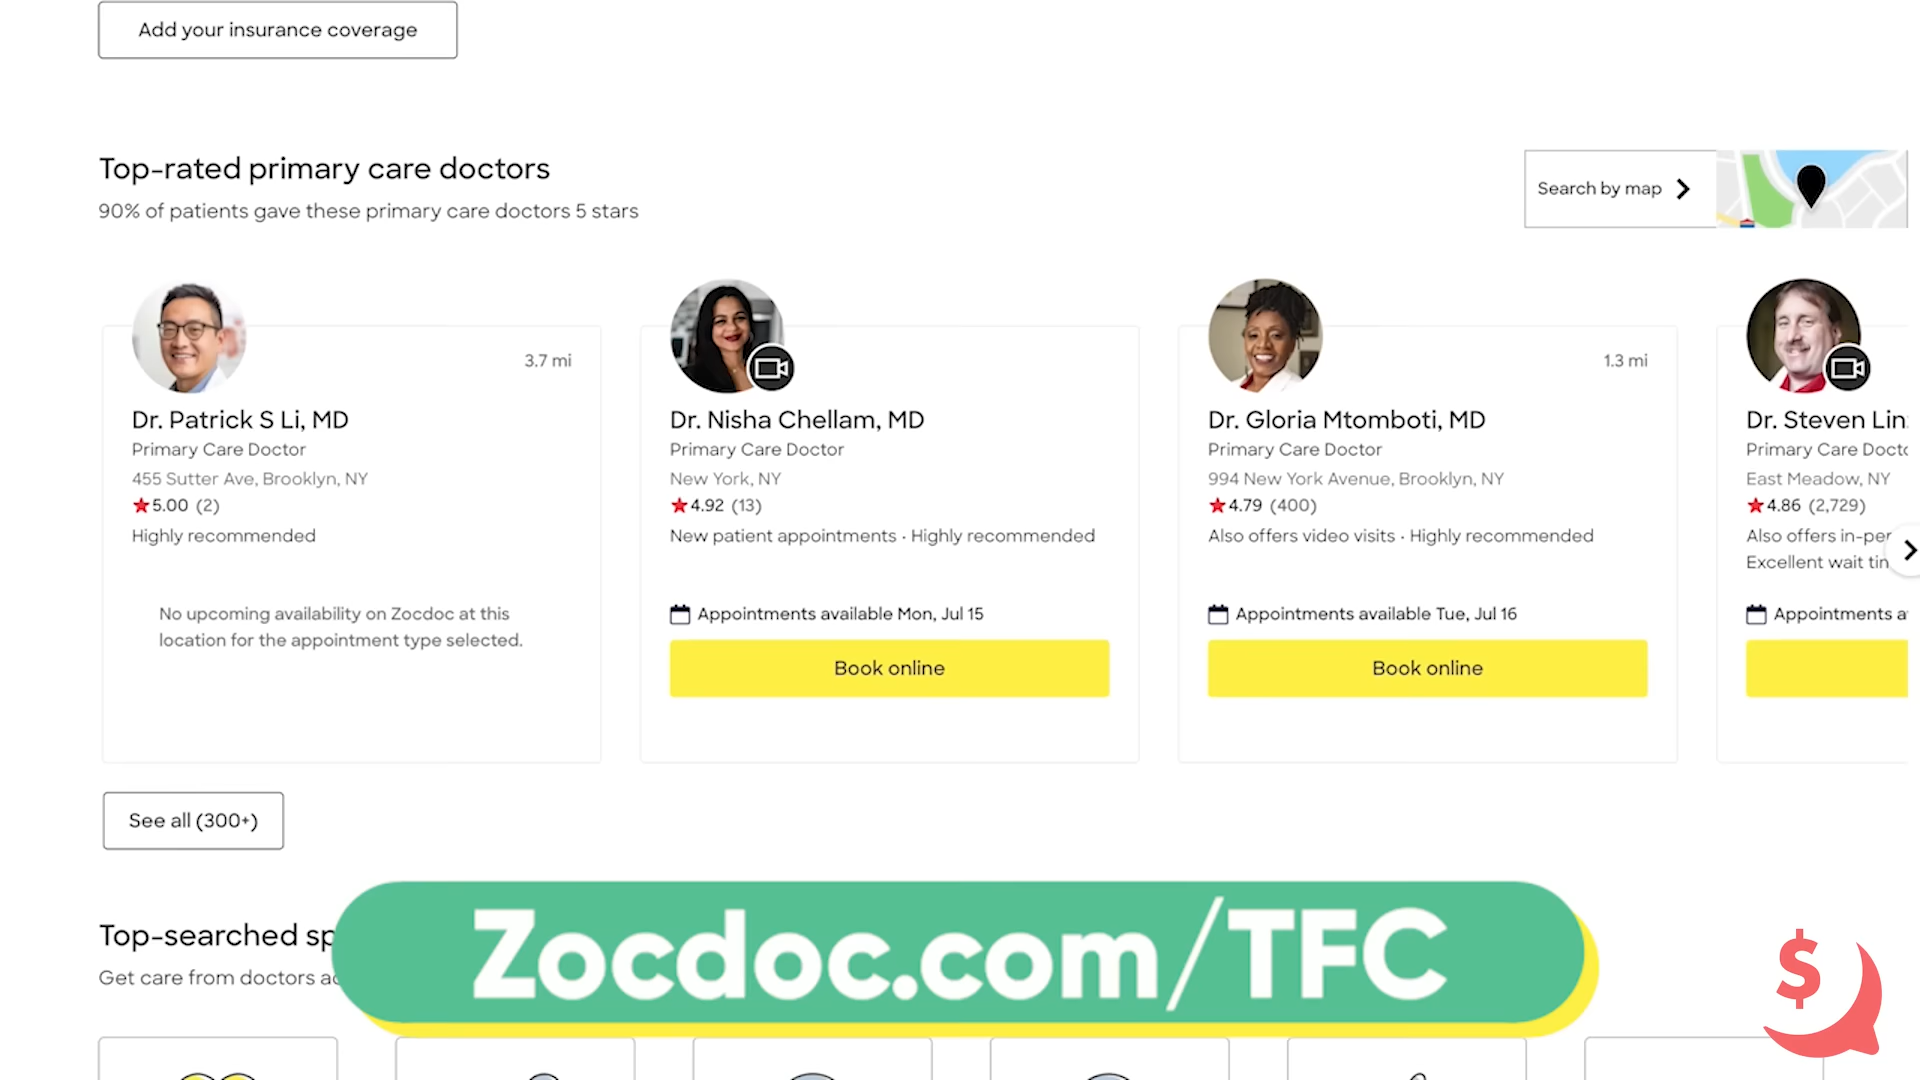 Add your insurance coverage
Top-rated primary care doctors
90% of patients gave these primary care doctors 5 stars
Search by map
3.7 mi
Dr. Patrick S Li, MD
Primary Care Doctor
455 Sutter Ave, Brooklyn, NY
5.00 (2)
Highly recommended
No upcoming availability on Zocdoc at this
location for the appointment type selected.
Dr. Nisha Chellam, MD
Primary Care Doctor
New York, NY
4.92 (13)
New patient appointments · Highly recommended
Appointments available Mon, Jul 15
Book online
1.3 mi
Dr. Gloria Mtomboti, MD
Primary Care Doctor
994 New York Avenue, Brooklyn, NY
4.79 (400)
Also offers video visits · Highly recommended
Appointments available Tue, Jul 16
Book online
Dr. Steven
Primary Care
East Meadow, NY
4.86 (2,729)
Also offers
Excellent wait
Appointments
See all (300+)
Top-searched
Get care from doctors
Zocdoc.com/TFC
$